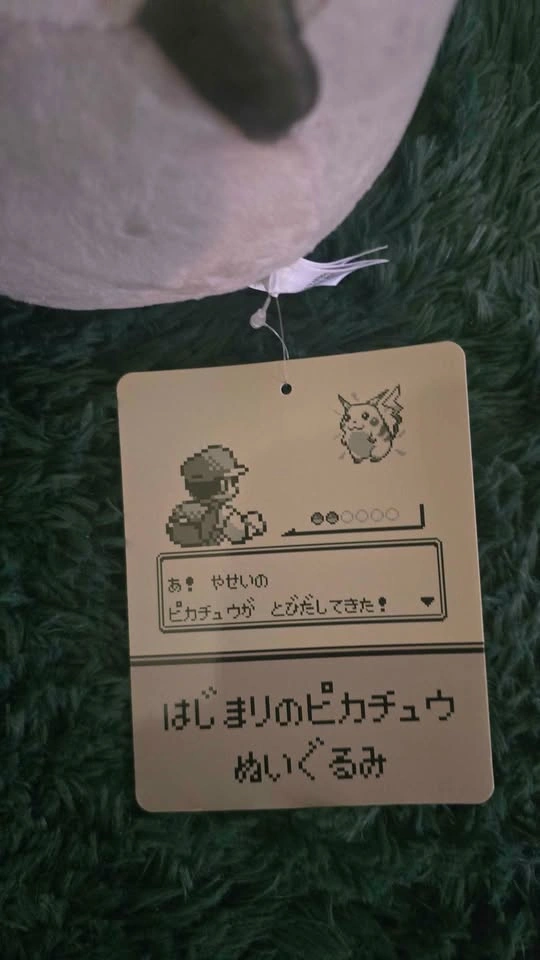 あ! やせいの
ピカチュウが とびだしてきた!
はじまりのピカチュウ
ぬいぐるみ